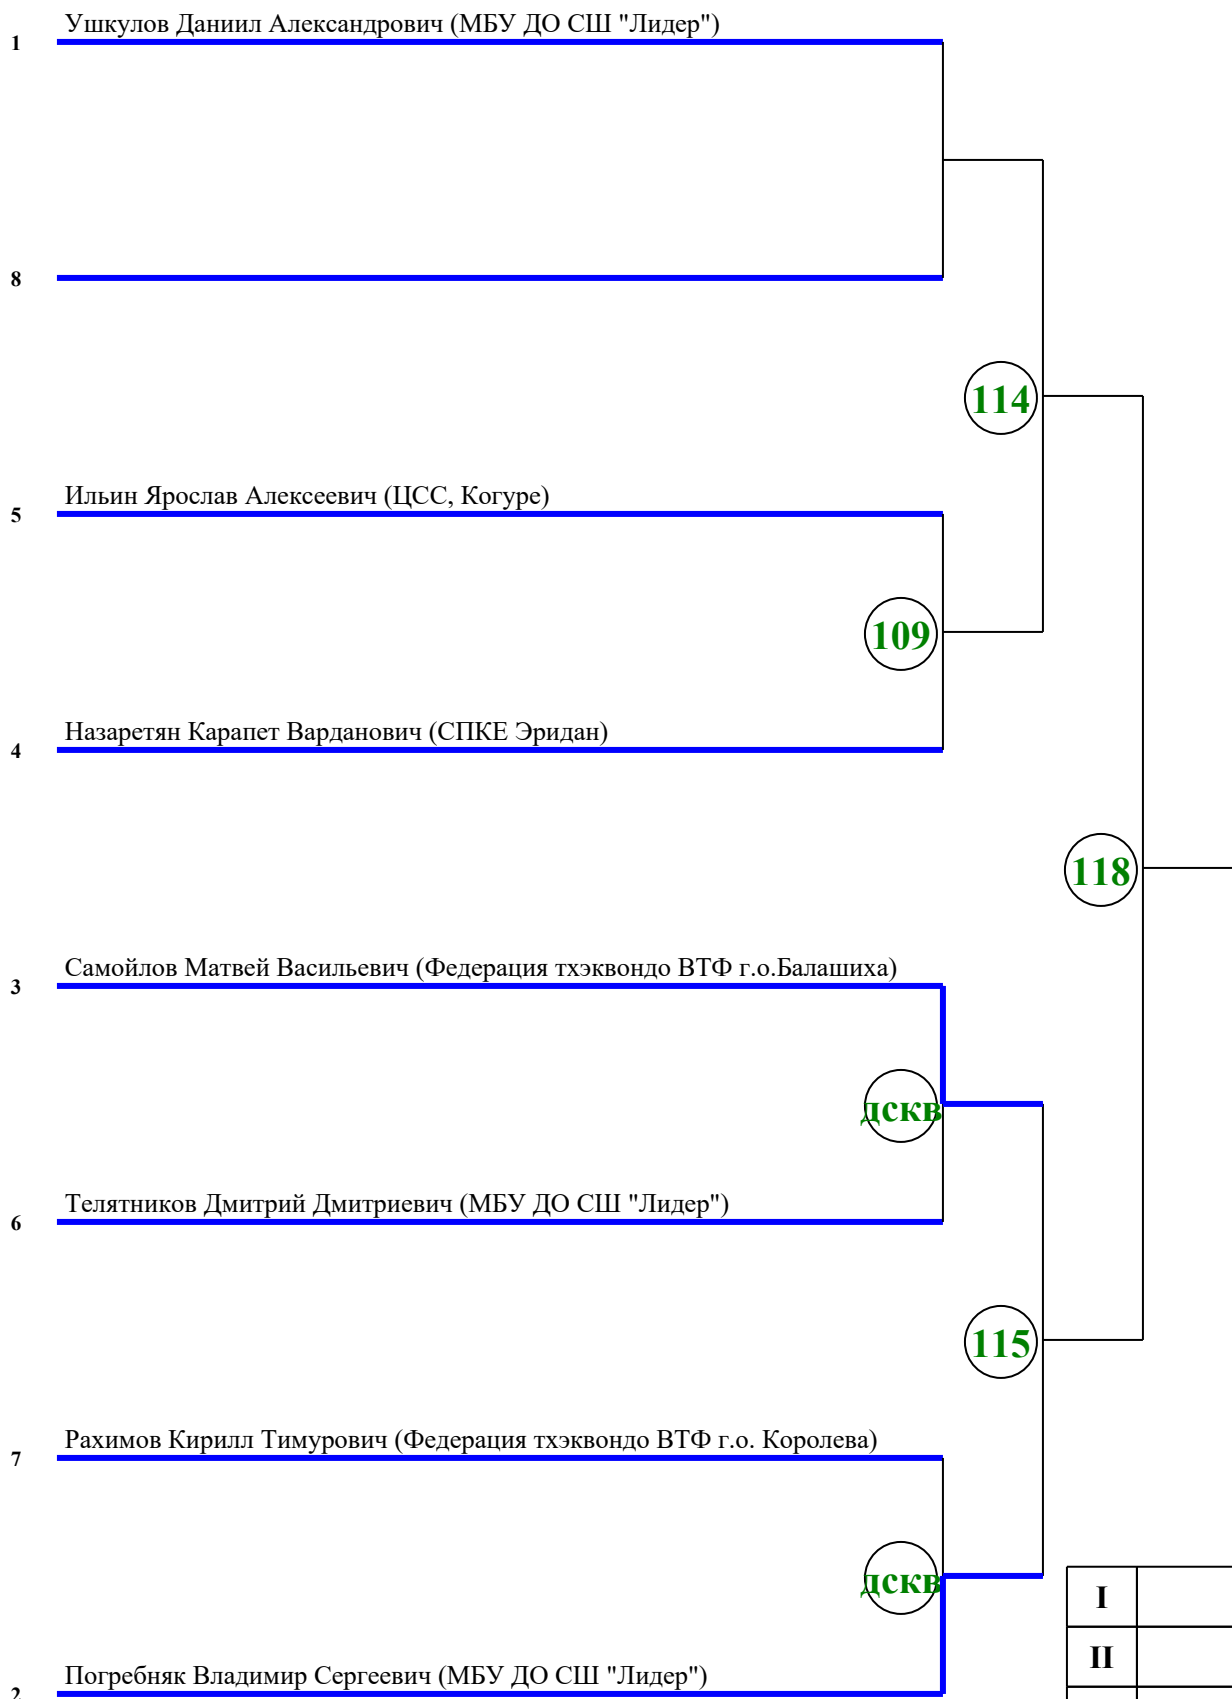 Ушкулов Даниил Александрович (МБУ ДО СШ "Лидер")
1
8
114
Ильин Ярослав Алексеевич (ЦСС, Когуре)
5
109
Назаретян Карапет Варданович (СПКЕ Эридан)
4
118
Самойлов Матвей Васильевич (Федерация тхэквондо ВТФ г.о.Балашиха)
3
дскв
Телятников Дмитрий Дмитриевич (МБУ ДО СШ "Лидер")
6
115
Рахимов Кирилл Тимурович (Федерация тхэквондо ВТФ г.о. Королева)
7
дскв
I
II
Погребняк Владимир Сергеевич (МБУ ДО СШ "Лидер")
2